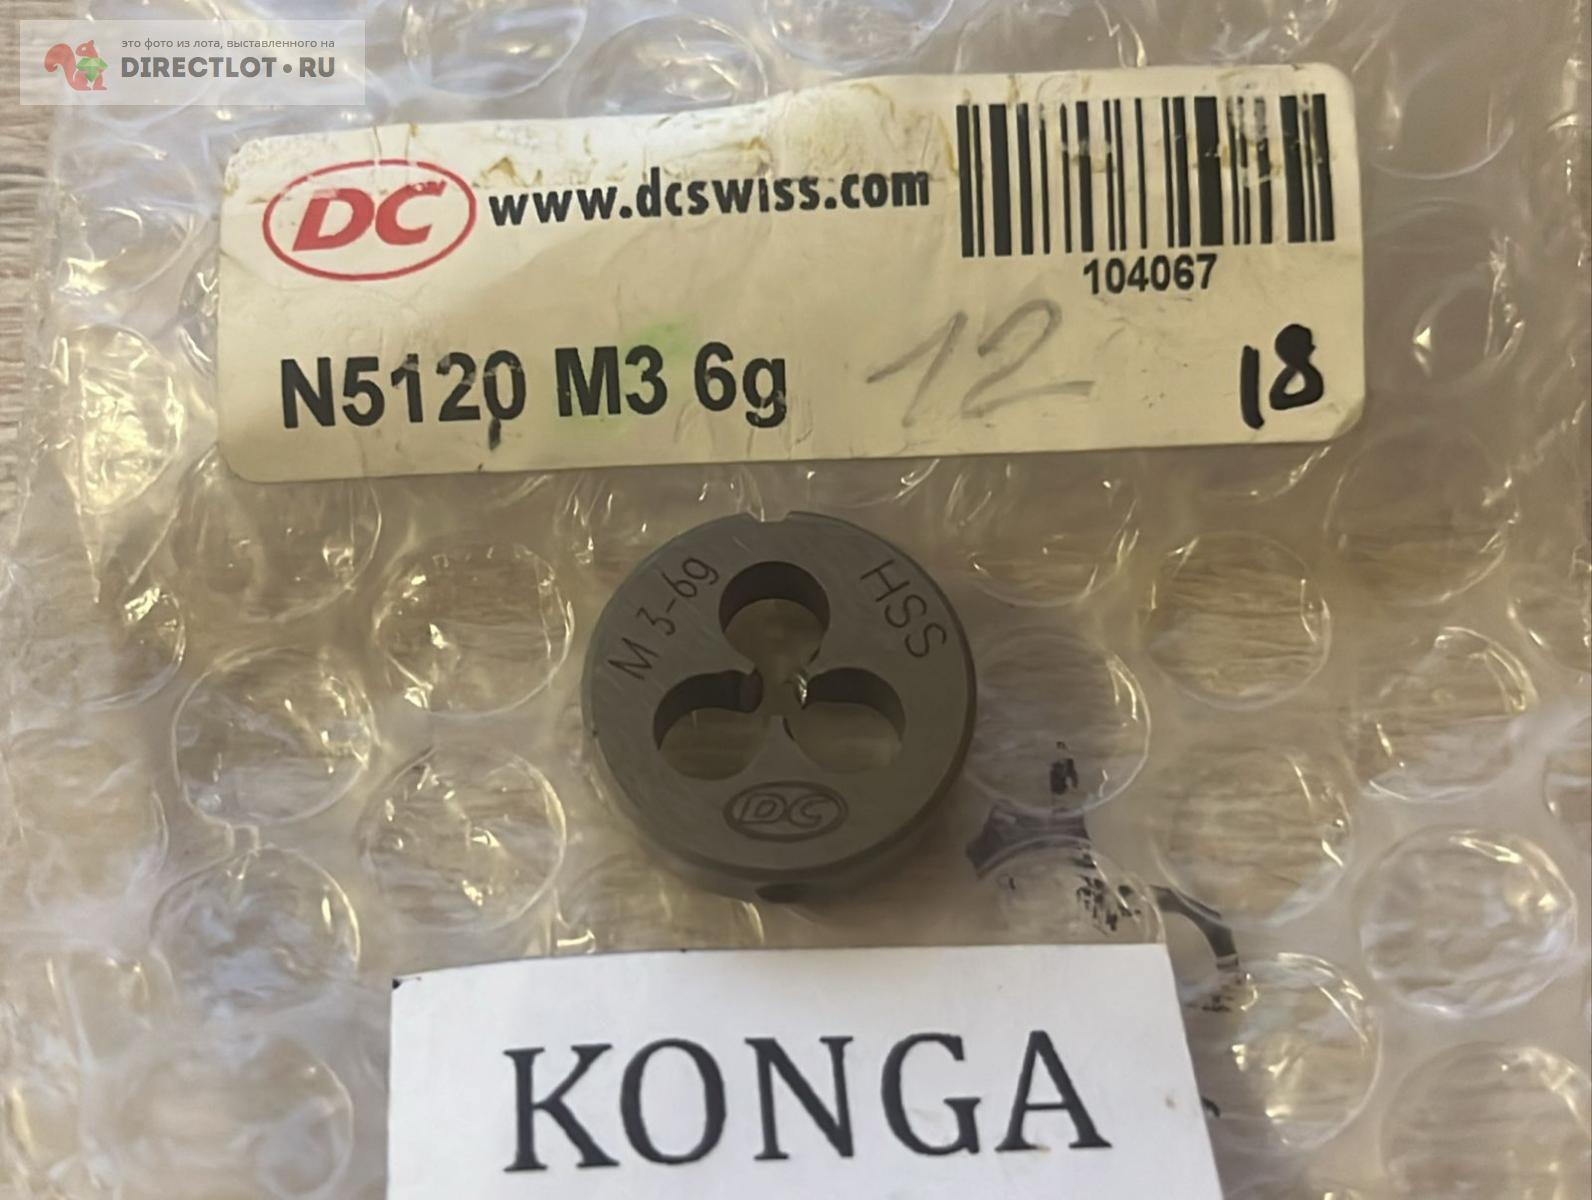 это фото из лота, выставленного на
DIRECTLOT•RU
DC www.dcswiss.com
104067
N5120 M3 6g 12 18
M 3-6g HSS
DC
KONGA